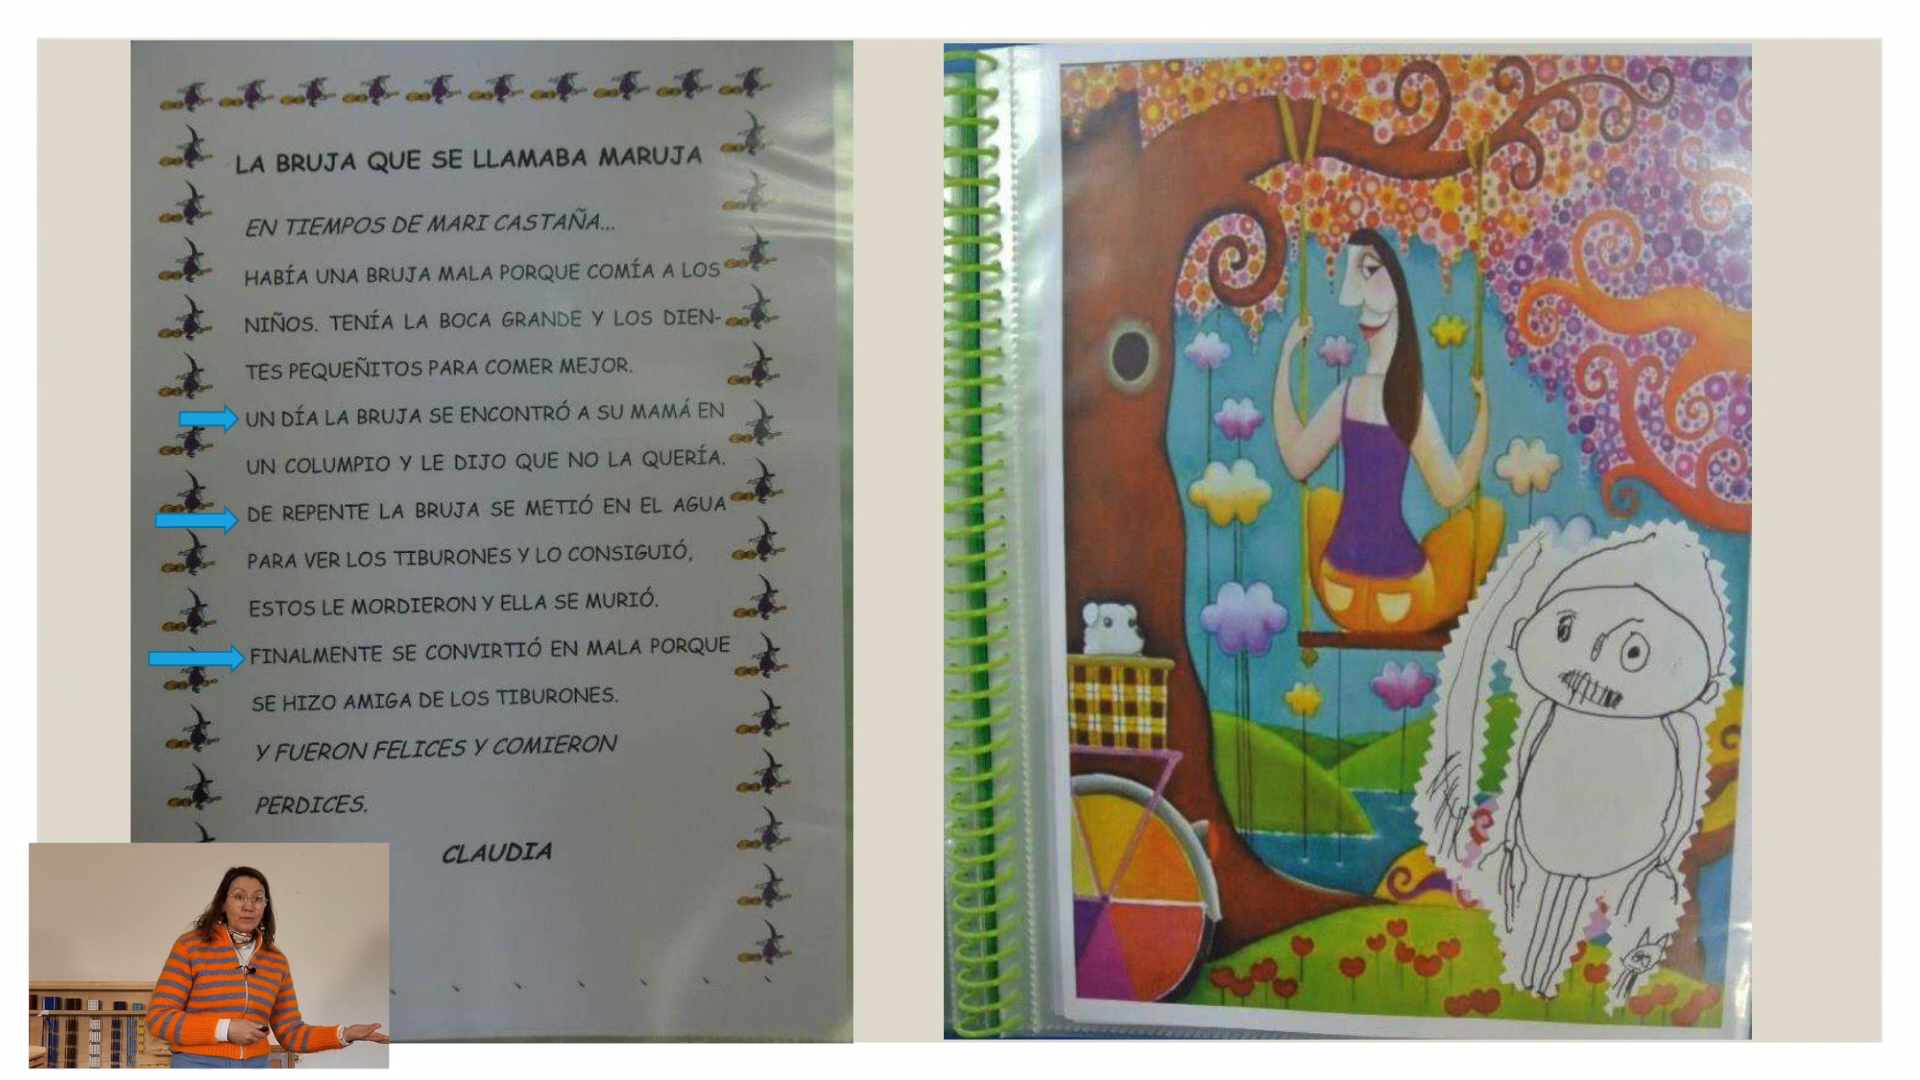 LA BRUJA QUE SE LLAMABA MARUJA
EN TIEMPOS DE MARI CASTAÑA...
HABÍA UNA BRUJA MALA PORQUE COMÍA A LOS
NIÑOS. TENÍA LA BOCA GRANDE Y LOS DIEN-
TES PEQUEÑITOS PARA COMER MEJOR.
UN DÍA LA BRUJA SE ENCONTRÓ A SU MAMÁ EN
UN COLUMPIO Y LE DIJO QUE NO LA QUERÍA.
DE REPENTE LA BRUJA SE METIÓ EN EL AGUA
PARA VER LOS TIBURONES Y LO CONSIGUIÓ,
ESTOS LE MORDIERON Y ELLA SE MURIÓ.
FINALMENTE SE CONVIRTIÓ EN MALA PORQUE
SE HIZO AMIGA DE LOS TIBURONES.
Y FUERON FELICES Y COMIERON
PERDICES.
CLAUDIA